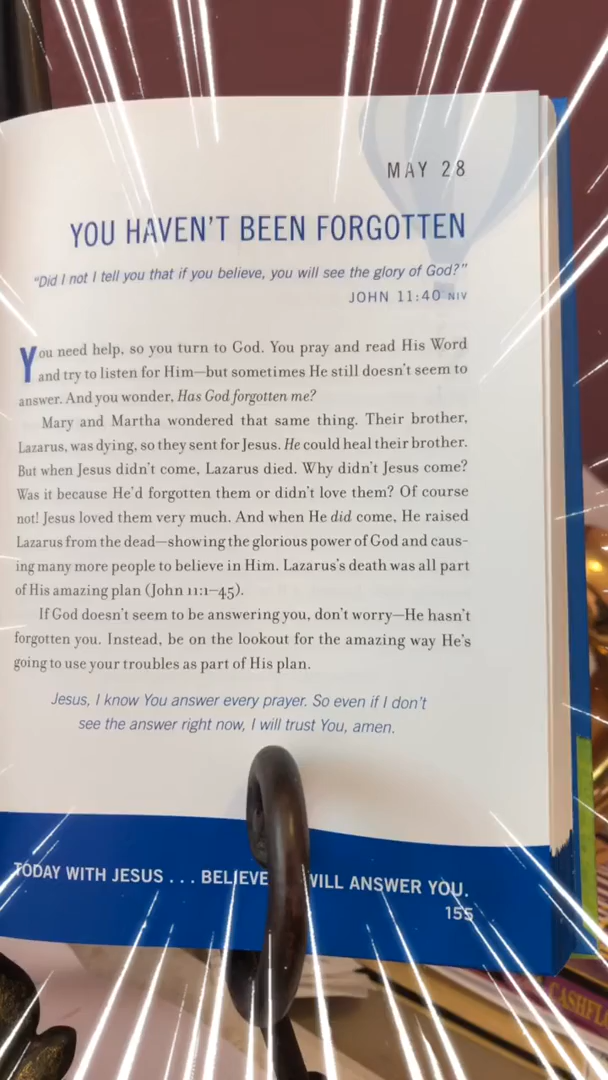 MAY 28
YOU HAVEN'T BEEN FORGOTTEN
"Did I not I tell you that if you believe, you will see the glory of God?"
JOHN 11:40 NIV
You need help, so you turn to God. You pray and read His Word
and try to listen for Him—but sometimes He still doesn't seem to
answer. And you wonder, Has God forgotten me?
Mary and Martha wondered that same thing. Their brother,
Lazarus, was dying, so they sent for Jesus. He could heal their brother.
But when Jesus didn't come, Lazarus died. Why didn't Jesus come?
Was it because He'd forgotten them or didn't love them? Of course
not! Jesus loved them very much. And when He did come, He raised
Lazarus from the dead—showing the glorious power of God and caus-
ing many more people to believe in Him. Lazarus's death was all part
of His amazing plan (John 11:1–45).
If God doesn't seem to be answering you, don't worry—He hasn't
forgotten you. Instead, be on the lookout for the amazing way He's
going to use your troubles as part of His plan.
Jesus, I know You answer every prayer. So even if I don't
see the answer right now, I will trust You, amen.
TODAY WITH JESUS . . . BELIEVE WILL ANSWER YOU.
155